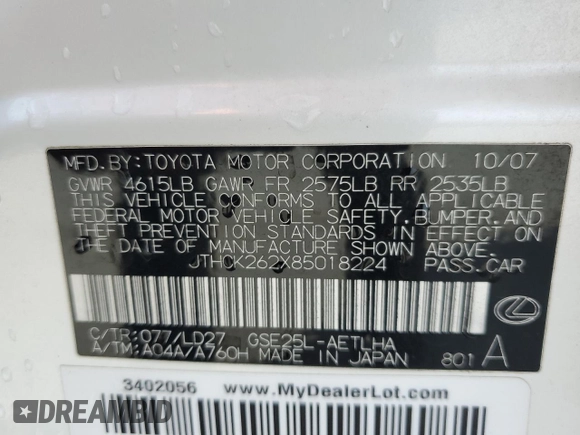 MFD.BY:TOYOTA MOTOR CORPORATION 10/07
GVWR 4615LB GAWR FR 2575LB RR 2535LB
THIS VEHICLE CONFORMS TO ALL APPLICABLE
FEDERAL MOTOR VEHICLE SAFETY,BUMPER,AND
THEFT PREVENTION STANDARDS IN EFFECT ON
THE DATE OF MANUFACTURE SHOWN ABOVE.
JTHCK262X85018224 PASS.CAR
C/TR:077/LD27 GSE25L-AETLHA
A/TM:A04A/A760H MADE IN JAPAN 801 A
3402056 www.MyDealerLot.com
DREAMBID